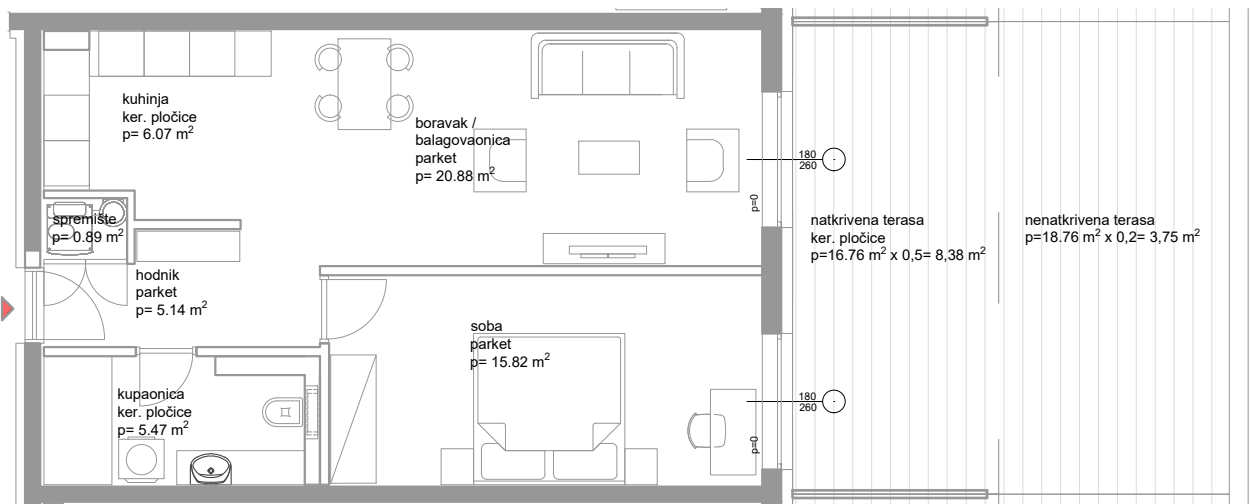 kuhinja
ker. pločice
p= 6.07 m²
boravak /
balagovaonica
parket
p= 20.88 m²
180
260
p=0
spremište
p= 0.89 m²
natkrivena terasa
ker. pločice
p=16.76 m² x 0,5= 8,38 m²
nenatkrivena terasa
p=18.76 m² x 0,2= 3,75 m²
hodnik
parket
p= 5.14 m²
soba
parket
p= 15.82 m²
kupaonica
ker. pločice
p= 5.47 m²
180
260
p=0